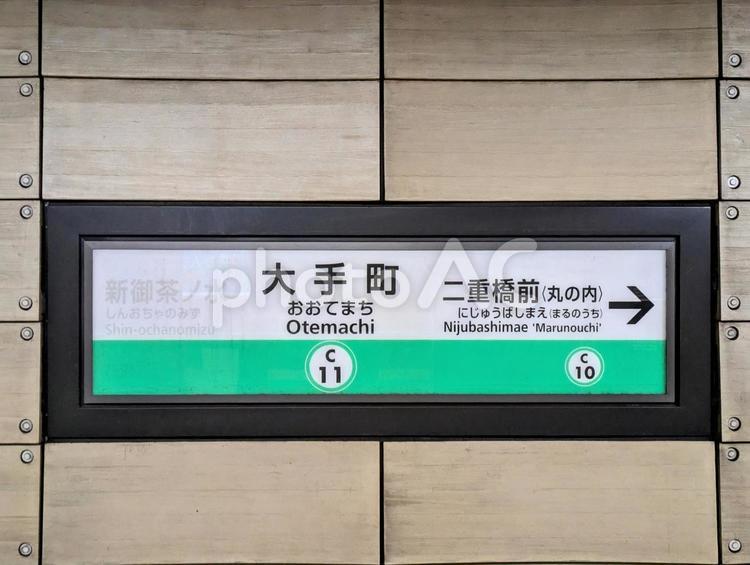 新御茶ノ水
しんおちゃのみず
Shin-ochanomizu
大手町
おおてまち
Otemachi
C
11
二重橋前〈丸の内〉
にじゅうばしまえ〈まるのうち〉
Nijubashimae 'Marunouchi'
C
10
photoAC